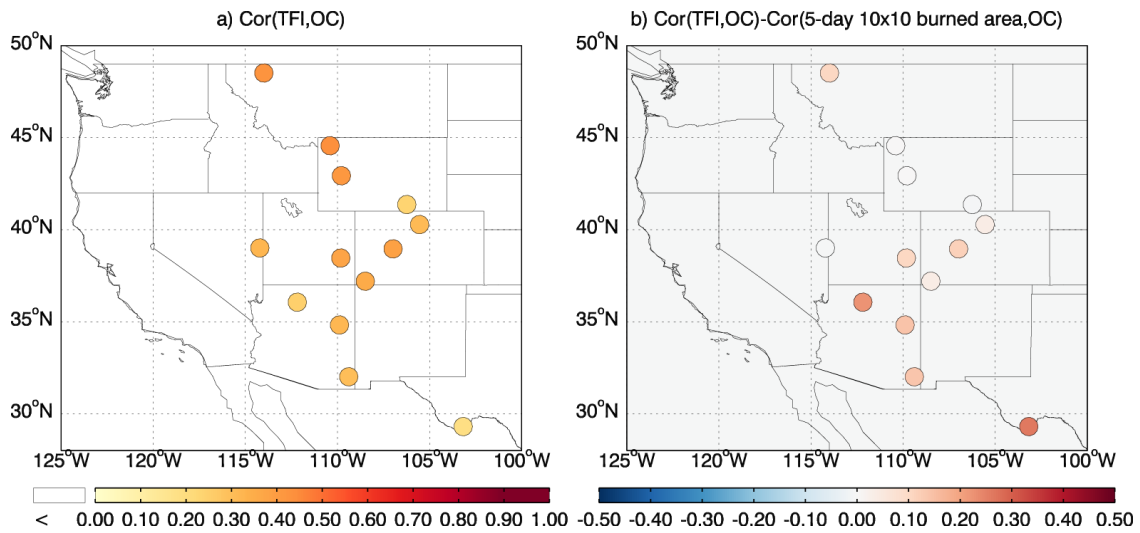 a) Cor(TFI,OC)
b) Cor(TFI,OC)-Cor(5-day 10x10 burned area,OC)
50°N
45°N
40°N
35°N
30°N
125°W 120°W 115°W 110°W 105°W 100°W
50°N
45°N
40°N
35°N
30°N
125°W 120°W 115°W 110°W 105°W 100°W
< 0.00 0.10 0.20 0.30 0.40 0.50 0.60 0.70 0.80 0.90 1.00
-0.50 -0.40 -0.30 -0.20 -0.10 0.00 0.10 0.20 0.30 0.40 0.50